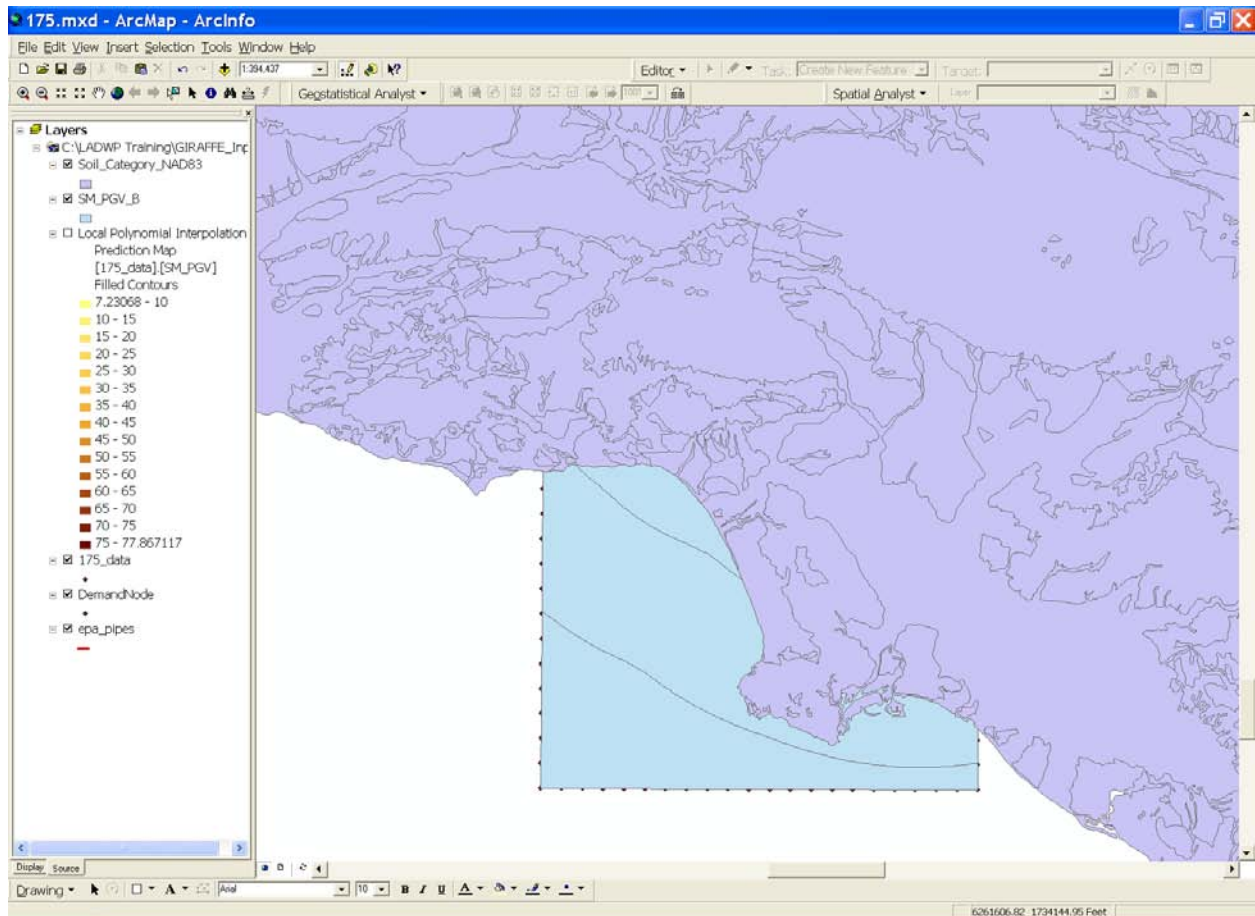 175.mxd - ArcMap - ArcInfo
File Edit View Insert Selection Tools Window Help
1:394,437
Editor Task: Create New Feature Target:
Geostatistical Analyst
Spatial Analyst Layer:
Layers
C:\LADWP Training\GIRAFFE_Inp
Soil_Category_NAD83
SM_PGV_B
Local Polynomial Interpolation
Prediction Map
[175_data].[SM_PGV]
Filled Contours
7.23068 - 10
10 - 15
15 - 20
20 - 25
25 - 30
30 - 35
35 - 40
40 - 45
45 - 50
50 - 55
55 - 60
60 - 65
65 - 70
70 - 75
75 - 77.867117
175_data
DemandNode
epa_pipes
Display Source
Drawing A Arial 10 B I U A
6261606.82 1734144.95 Feet